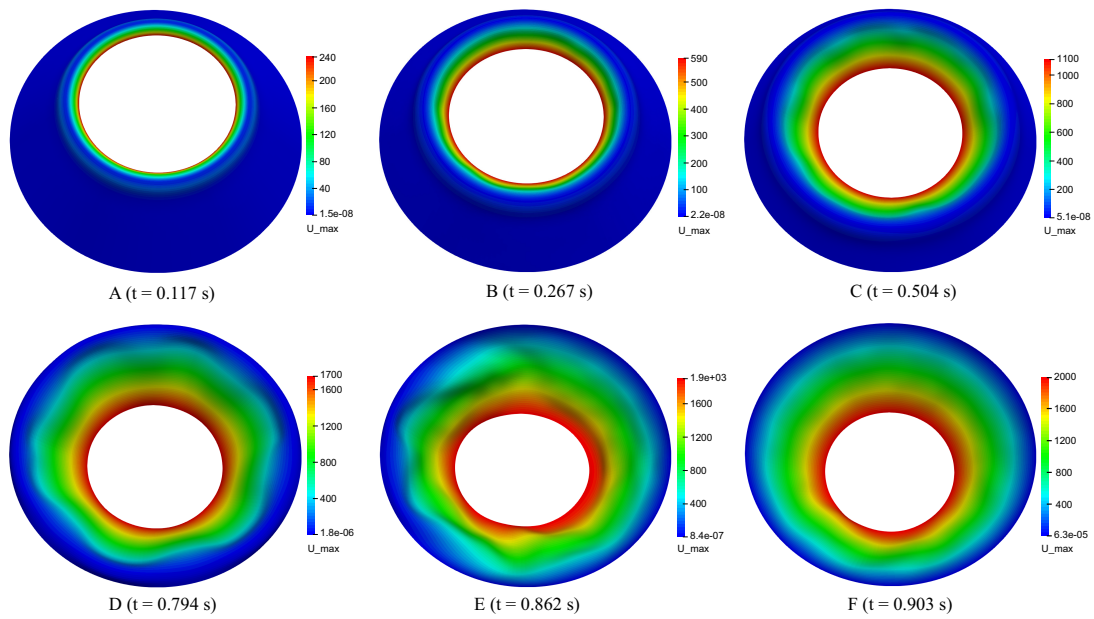 240
200
160
120
80
40
1.5e-08
U_max
A (t = 0.117 s)
590
500
400
300
200
100
2.2e-08
U_max
B (t = 0.267 s)
1100
1000
800
600
400
200
5.1e-08
U_max
C (t = 0.504 s)
1700
1600
1200
800
400
1.8e-06
U_max
D (t = 0.794 s)
1.9e+03
1600
1200
800
400
8.4e-07
U_max
E (t = 0.862 s)
2000
1600
1200
800
400
6.3e-05
U_max
F (t = 0.903 s)